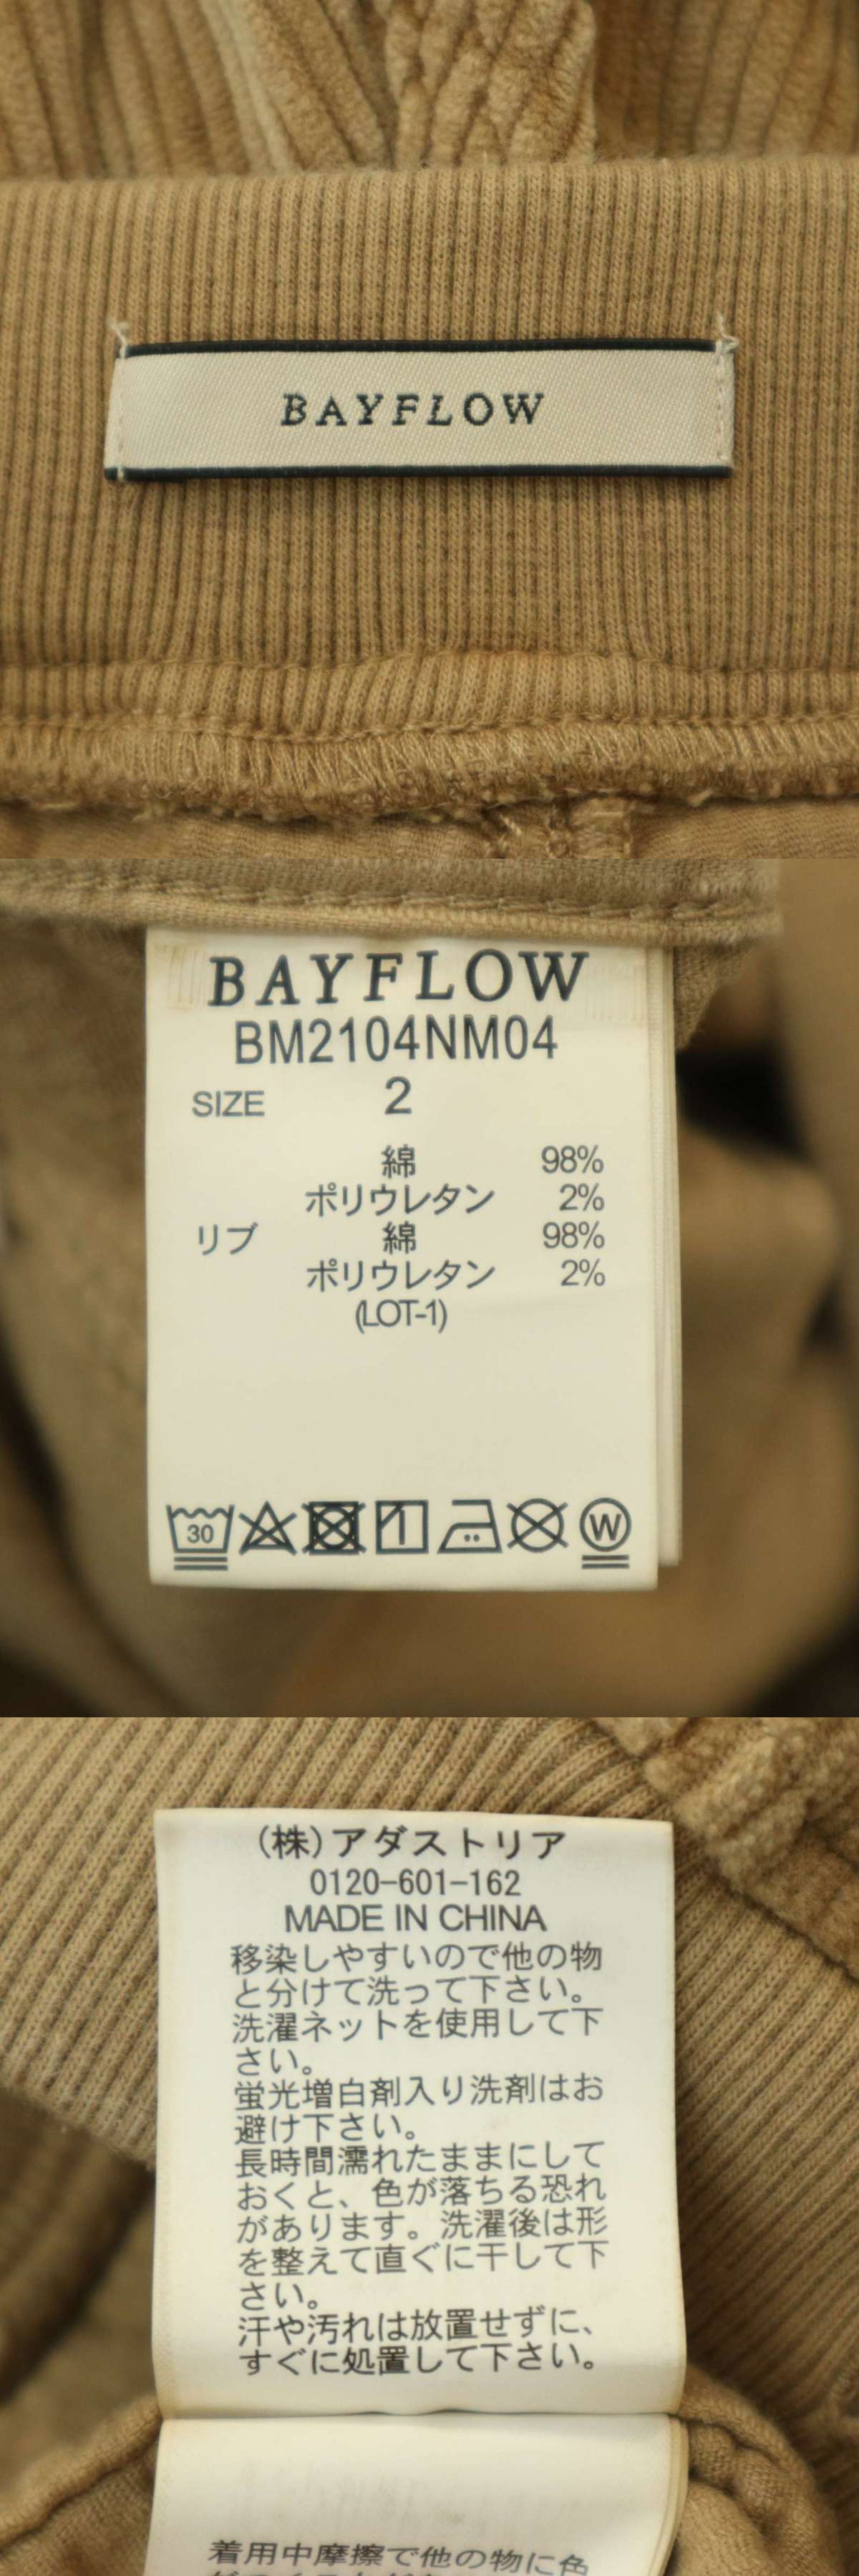 BAYFLOW
BAYFLOW
BM2104NM04
SIZE 2
綿 98%
ポリウレタン 2%
リブ 綿 98%
ポリウレタン 2%
(LOT-1)
30 W
(株)アダストリア
0120-601-162
MADE IN CHINA
移染しやすいので他の物
と分けて洗って下さい。
洗濯ネットを使用して下
さい。
蛍光増白剤入り洗剤はお
避け下さい。
長時間濡れたままにして
おくと、色が落ちる恐れ
があります。洗濯後は形
を整えて直ぐに干して下
さい。
汗や汚れは放置せずに、
すぐに処置して下さい。
着用中摩擦で他の物に色